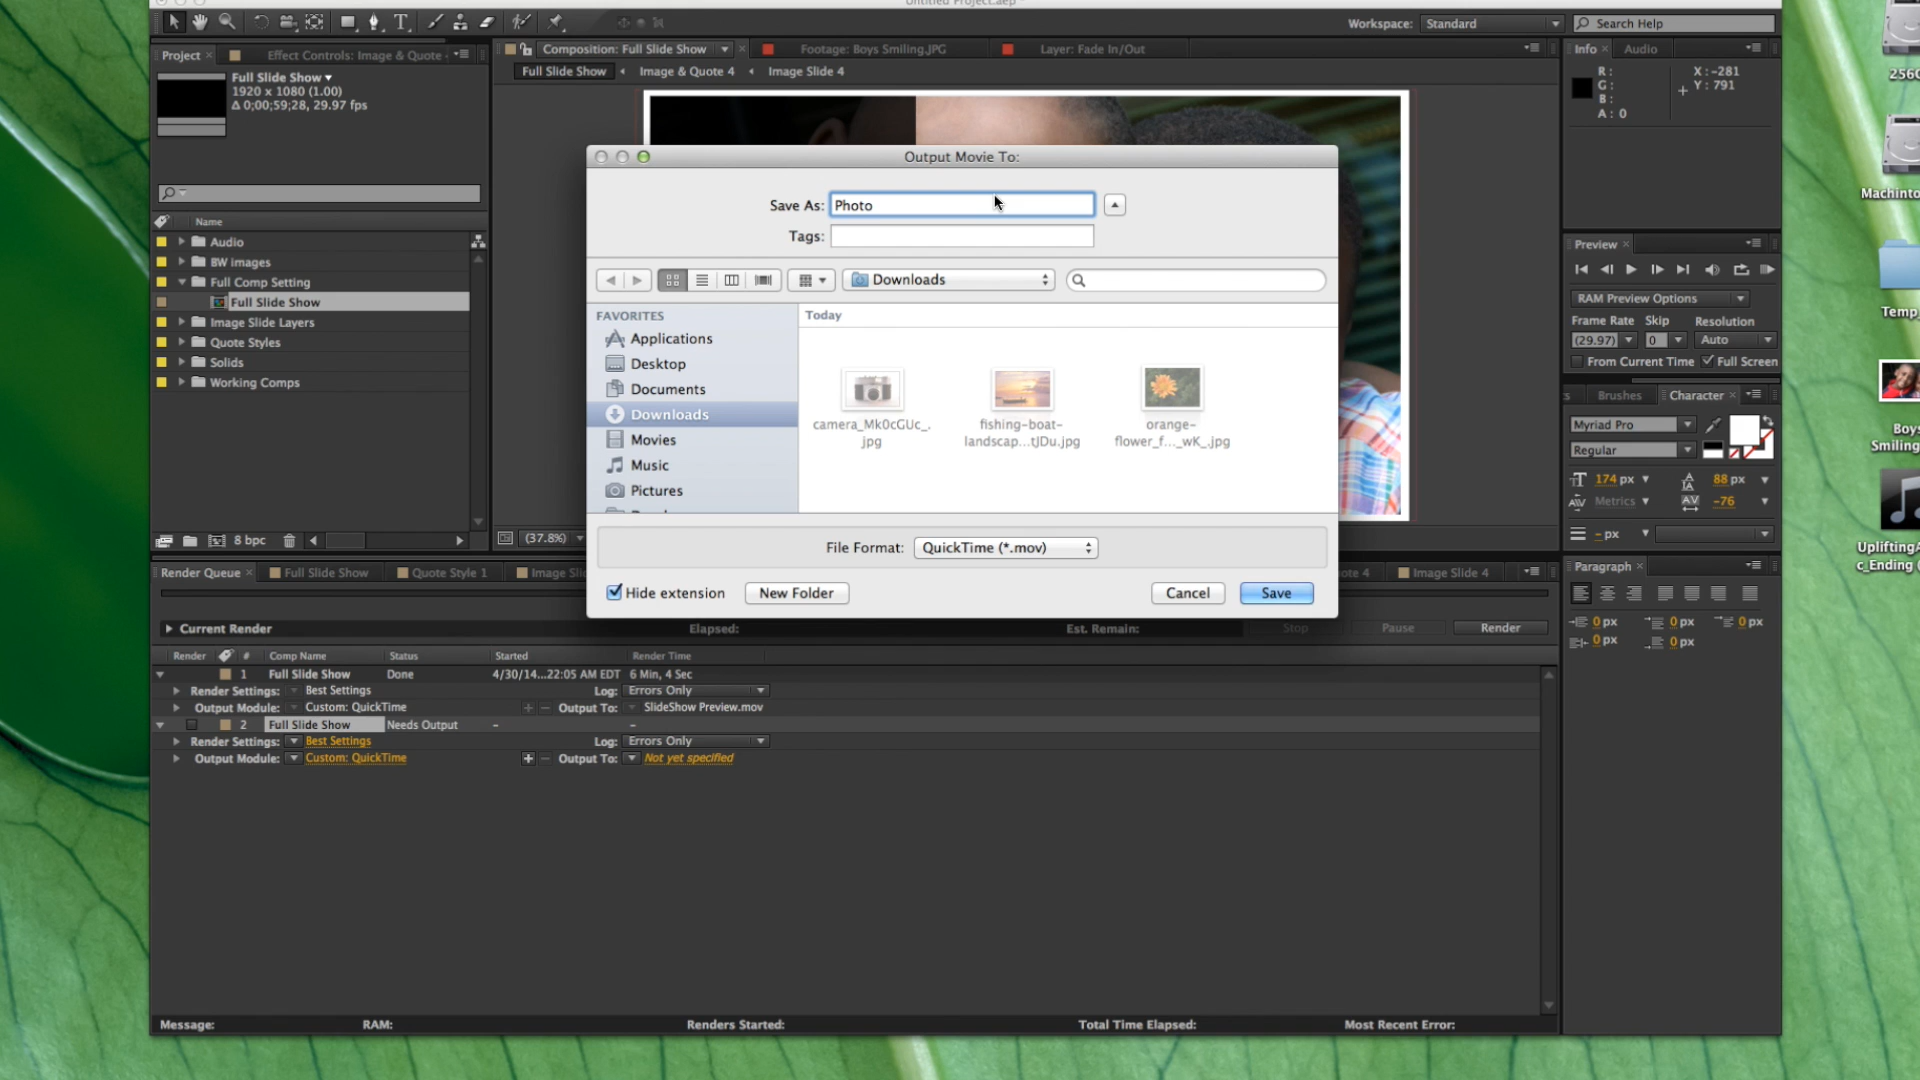 Untitled Project.aep *
Workspace: Standard
Search Help
Project
Effect Controls: Image & Quote
Composition: Full Slide Show
Footage: Boys Smiling.JPG
Layer: Fade In/Out
Info
Audio
Full Slide Show
1920 x 1080 (1.00)
Δ 0;00;59;28, 29.97 fps
Full Slide Show
Image & Quote 4
Image Slide 4
R:
G:
B:
A: 0
X: -281
Y: 791
Name
Audio
BW images
Full Comp Setting
Full Slide Show
Image Slide Layers
Quote Styles
Solids
Working Comps
8 bpc
(37.8%)
Output Movie To:
Save As: Photo
Tags:
Downloads
FAVORITES
Applications
Desktop
Documents
Downloads
Movies
Music
Pictures
Today
camera_Mk0cGUc_.
jpg
fishing-boat-
landscap...tJDu.jpg
orange-
flower_f..._wK_.jpg
File Format: QuickTime (*.mov)
Hide extension
New Folder
Cancel
Save
Preview
RAM Preview Options
Frame Rate Skip Resolution
(29.97) 0 Auto
From Current Time Full Screen
Brushes
Character
Myriad Pro
Regular
174 px
88 px
Metrics
-76
- px
Paragraph
0 px
0 px
0 px
0 px
0 px
2560
Machinto
Temp_
Boys
Smiling
UpliftingA
c_Ending (
Render Queue
Full Slide Show
Quote Style 1
Image Sli
ote 4
Image Slide 4
Current Render
Elapsed:
Est. Remain:
Stop
Pause
Render
Render # Comp Name Status Started Render Time
1 Full Slide Show Done 4/30/14...22:05 AM EDT 6 Min, 4 Sec
Render Settings: Best Settings Log: Errors Only
Output Module: Custom: QuickTime Output To: SlideShow Preview.mov
2 Full Slide Show Needs Output - -
Render Settings: Best Settings Log: Errors Only
Output Module: Custom: QuickTime Output To: Not yet specified
Message:
RAM:
Renders Started:
Total Time Elapsed:
Most Recent Error: